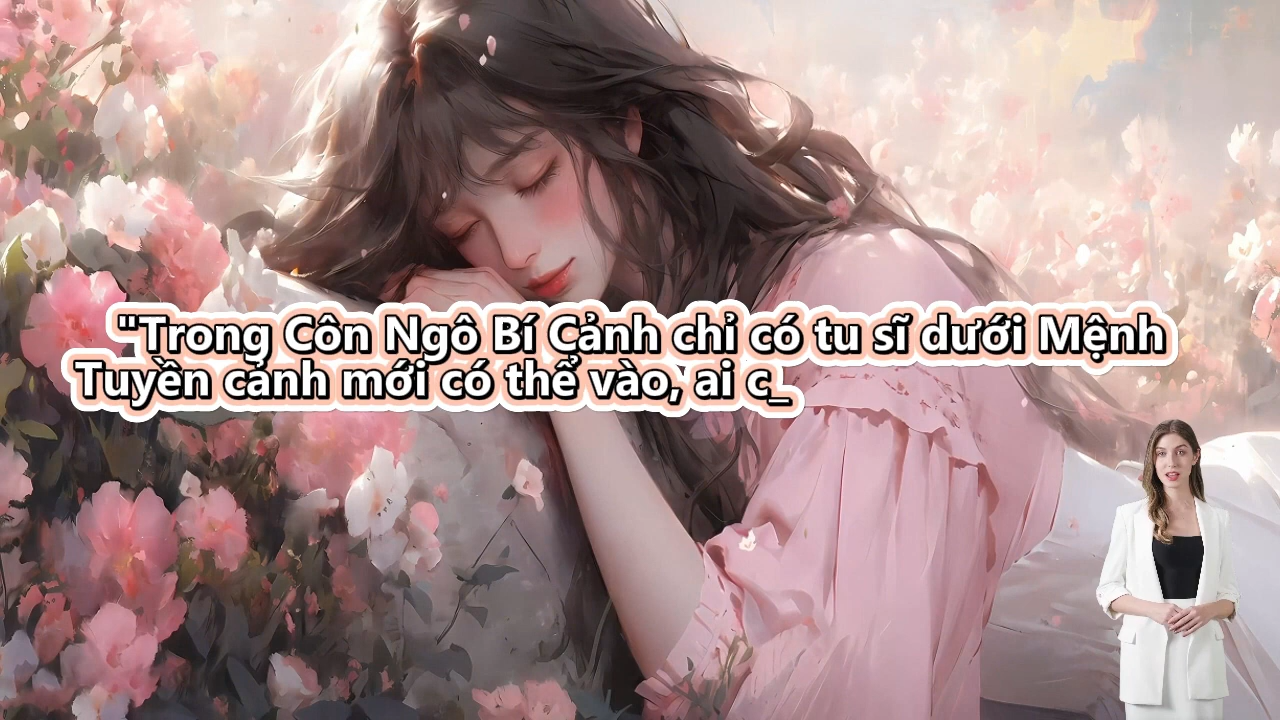 "Trong Côn Ngô Bí Cảnh chỉ có tu sĩ dưới Mệnh
Tuyền cảnh mới có thể vào, ai c_